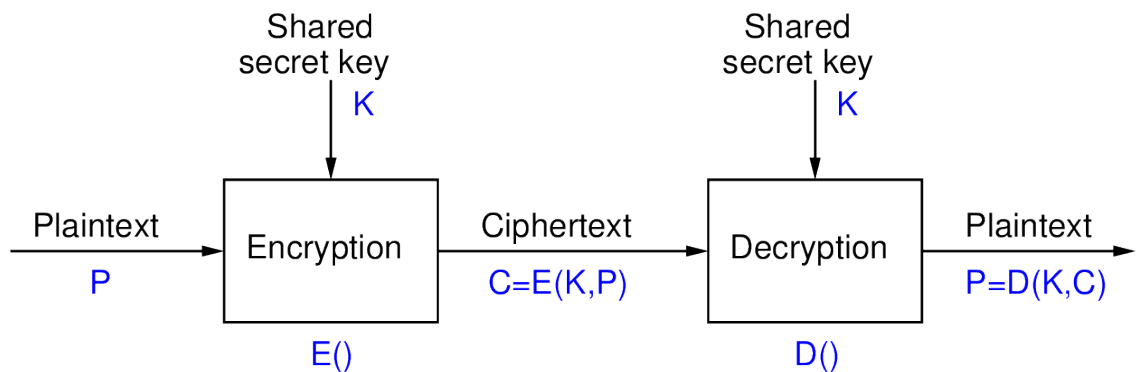 Shared
secret key
K
Shared
secret key
K
Plaintext
P
Encryption
E()
Ciphertext
C=E(K,P)
Decryption
D()
Plaintext
P=D(K,C)